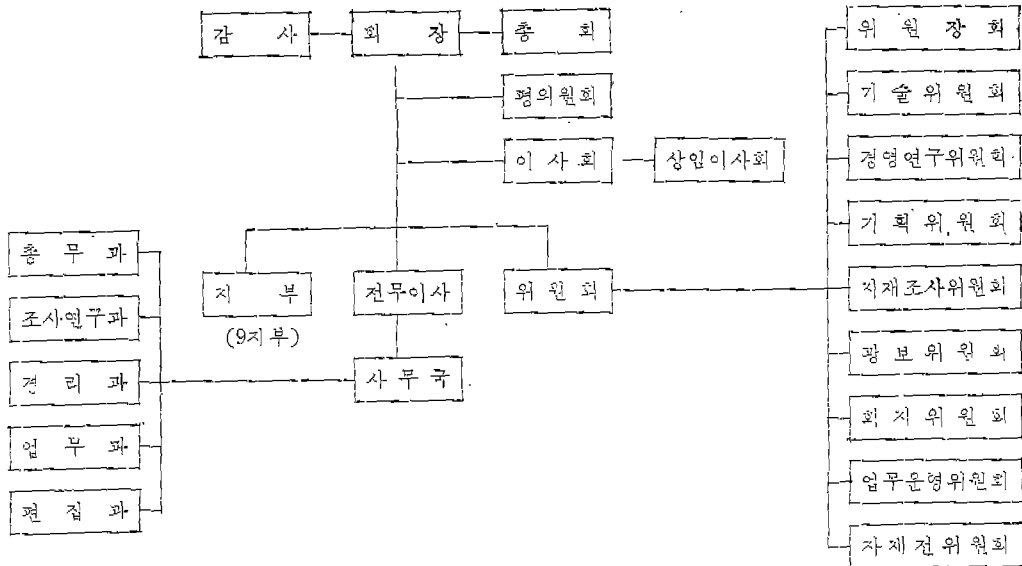 감 사
회 장
총 회
평의원회
이 사 회
상임이사회
지 부
(9지부)
전무이사
위 원 회
사 무 국
총 무 과
조사·연구과
경 리 과
업 무 과
편 집 과
위 원 장 회
기 술 위 원 회
경영연구위원회
기 획 위 원 회
자재조사위원회
광 보 위 원 회
회 지 위 원 회
업무운영위원회
자 재 전 위 원 회